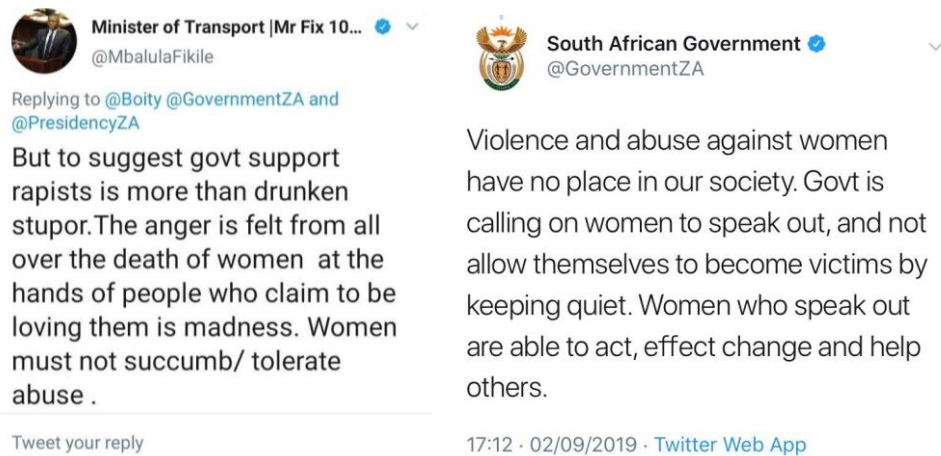 Minister of Transport |Mr Fix 10...
@MbalulaFikile
Replying to @Boity @GovernmentZA and
@PresidencyZA
But to suggest govt support
rapists is more than drunken
stupor.The anger is felt from all
over the death of women at the
hands of people who claim to be
loving them is madness. Women
must not succumb/ tolerate
abuse .
Tweet your reply
South African Government
@GovernmentZA
Violence and abuse against women
have no place in our society. Govt is
calling on women to speak out, and not
allow themselves to become victims by
keeping quiet. Women who speak out
are able to act, effect change and help
others.
17:12 · 02/09/2019 · Twitter Web App